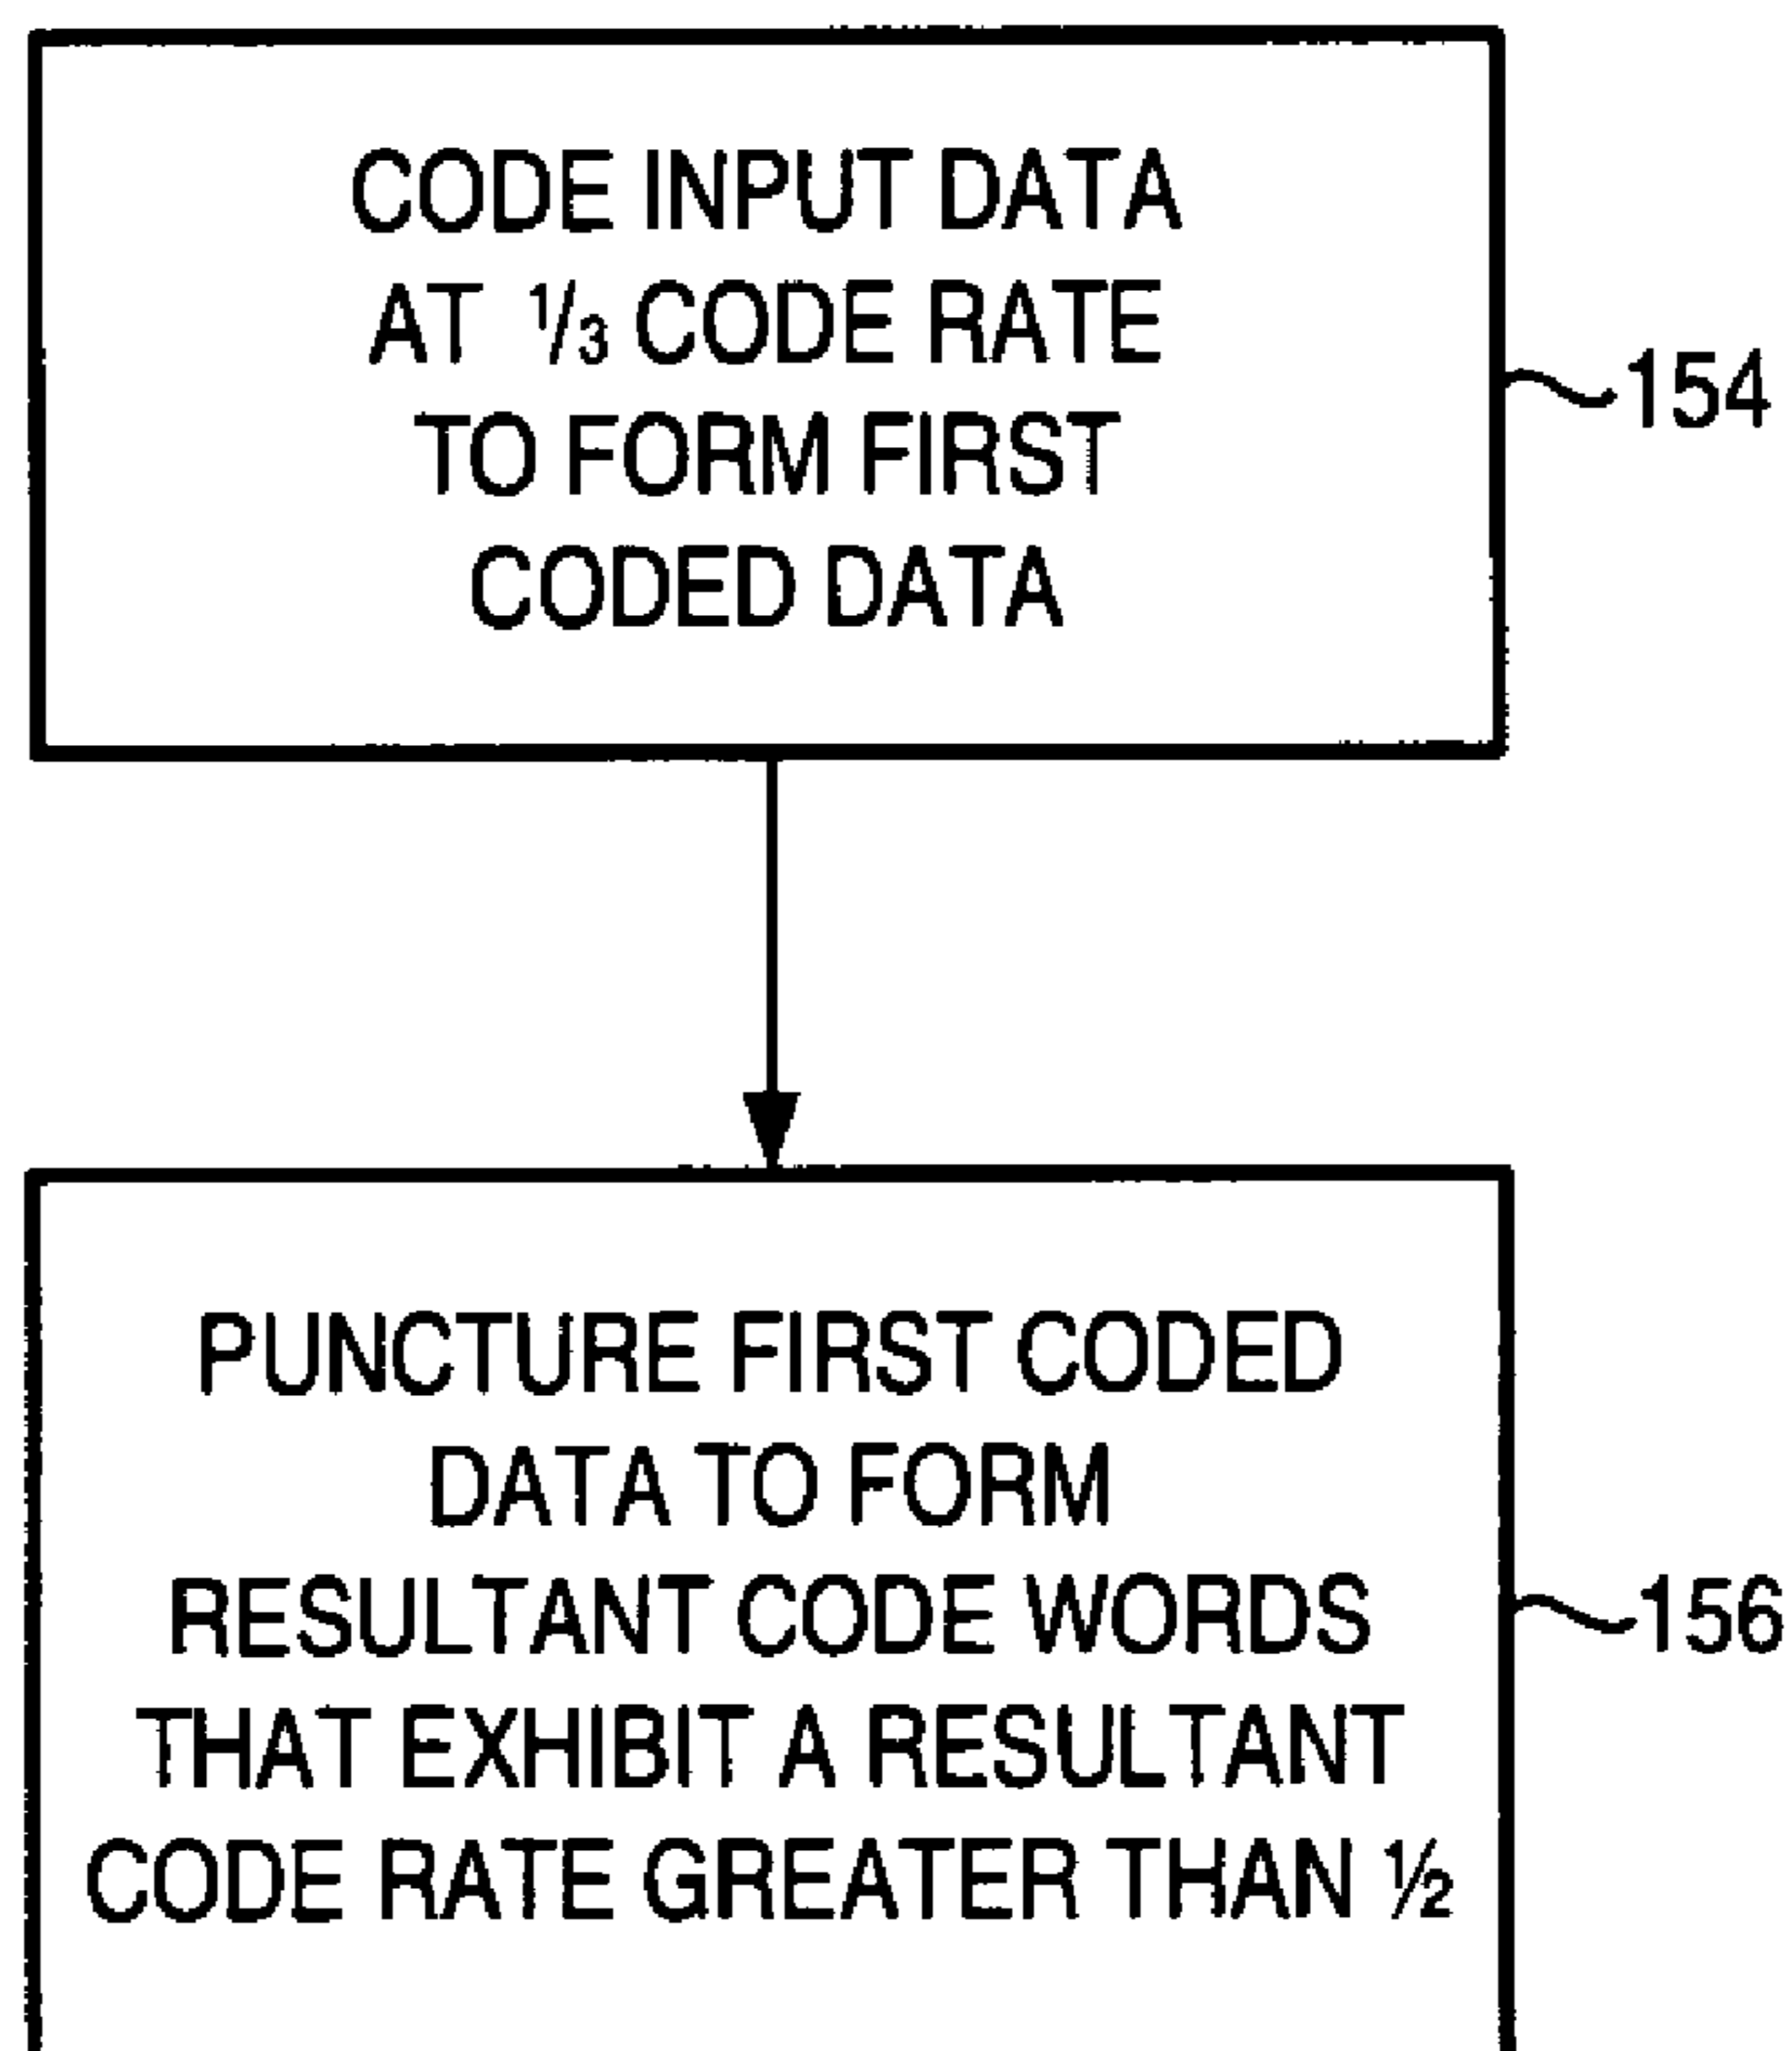 CODE INPUT DATA
AT ⅓ CODE RATE
TO FORM FIRST
CODED DATA
154
PUNCTURE FIRST CODED
DATA TO FORM
RESULTANT CODE WORDS
THAT EXHIBIT A RESULTANT
CODE RATE GREATER THAN ½
156